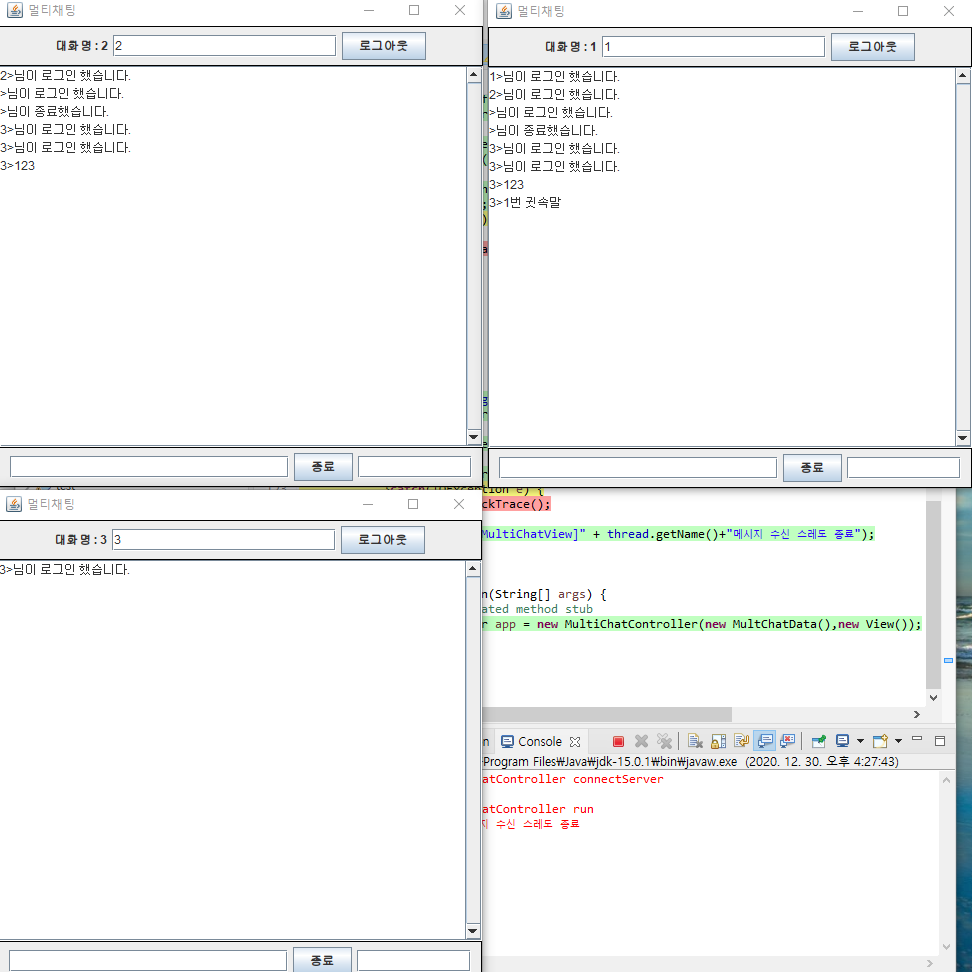 멀티채팅
대화명 : 2 2 로그아웃
2>님이 로그인 했습니다.
>님이 로그인 했습니다.
>님이 종료했습니다.
3>님이 로그인 했습니다.
3>님이 로그인 했습니다.
3>123
종료
멀티채팅
대화명 : 1 1 로그아웃
1>님이 로그인 했습니다.
2>님이 로그인 했습니다.
>님이 로그인 했습니다.
>님이 종료했습니다.
3>님이 로그인 했습니다.
3>님이 로그인 했습니다.
3>123
3>1번 귓속말
종료
멀티채팅
대화명 : 3 3 로그아웃
3>님이 로그인 했습니다.
종료
ckTrace();
MultiChatView]" + thread.getName()+"메시지 수신 스레드 종료");
n(String[] args) {
ated method stub
r app = new MultiChatController(new MultChatData(),new View());
n Console
Program Files₩Java₩jdk-15.0.1₩bin₩javaw.exe (2020. 12. 30. 오후 4:27:43)
atController connectServer
atController run
지 수신 스레드 종료